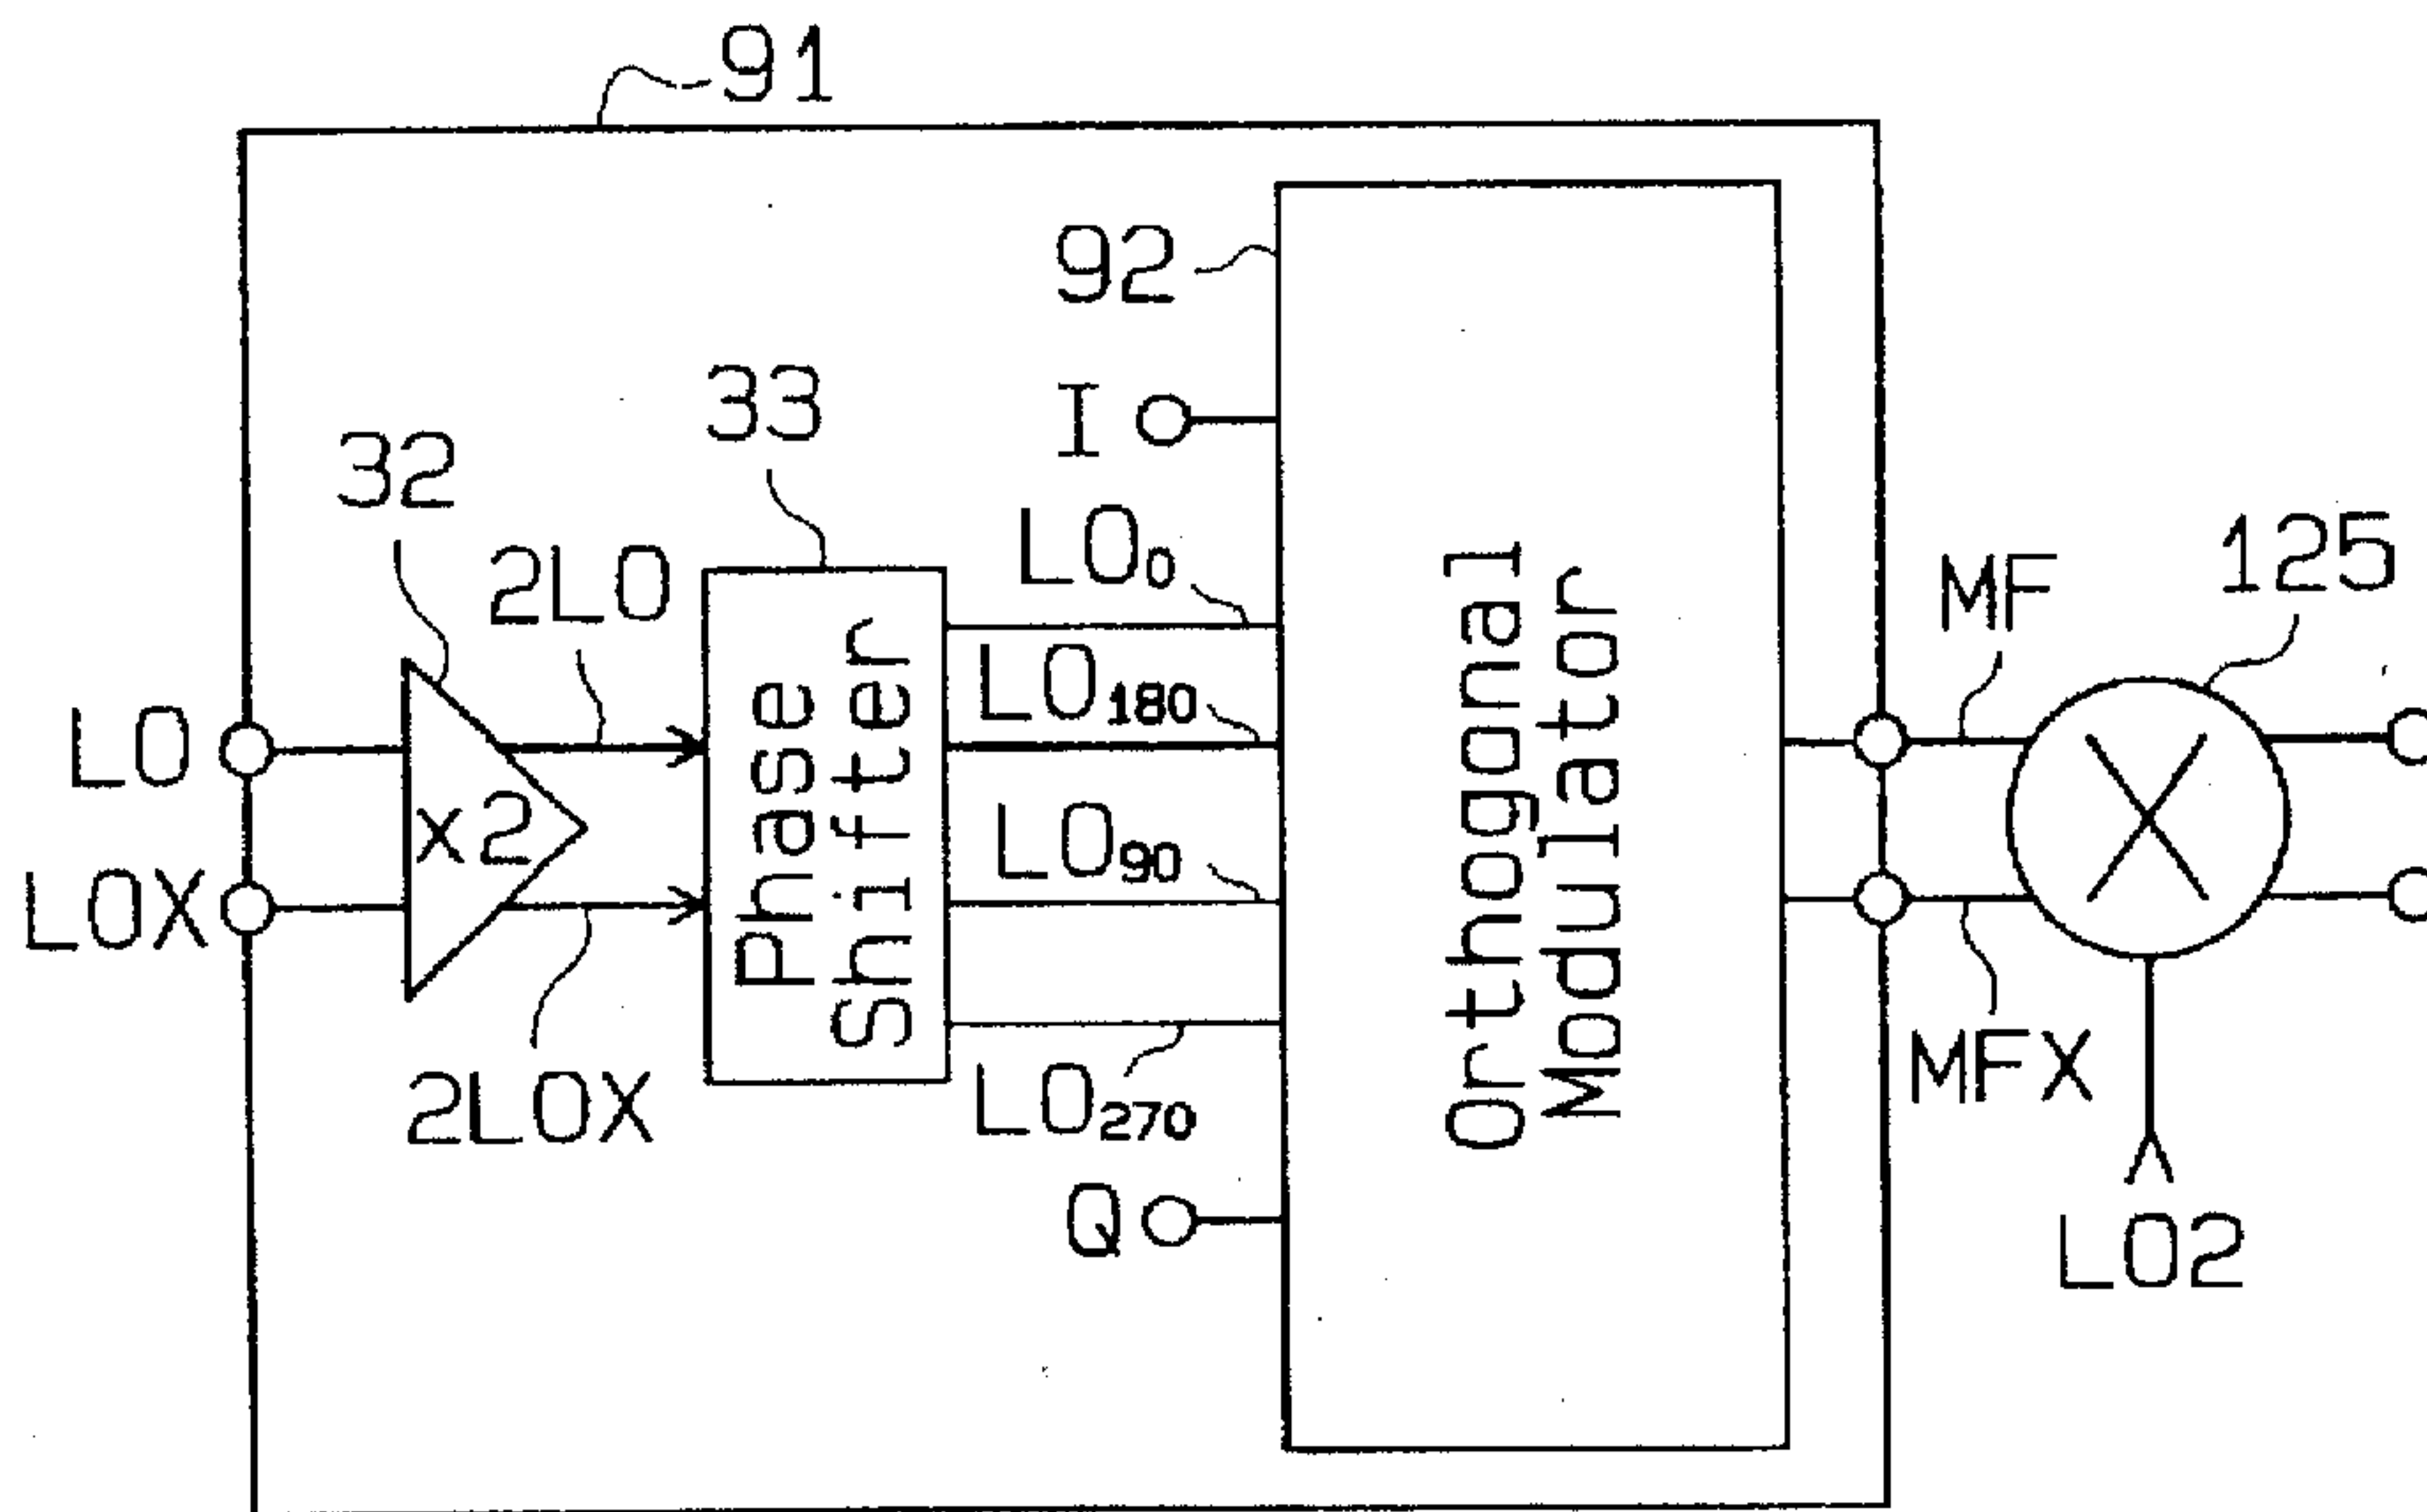 91
92
I
33
32
LO₀
2LO
125
MF
LO₁₈₀
LO
x2
Phase
Shifter
Orthogonal
Modulator
LO₉₀
LOX
MFX
LO₂₇₀
2LOX
Q
LO2